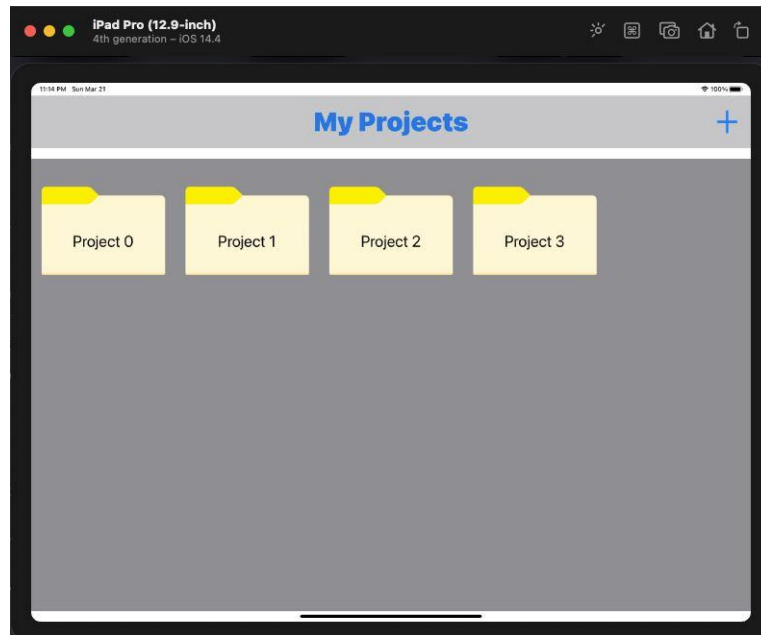 iPad Pro (12.9-inch)
4th generation – iOS 14.4
11:14 PM Sun Mar 21
100%
My Projects
Project 0
Project 1
Project 2
Project 3